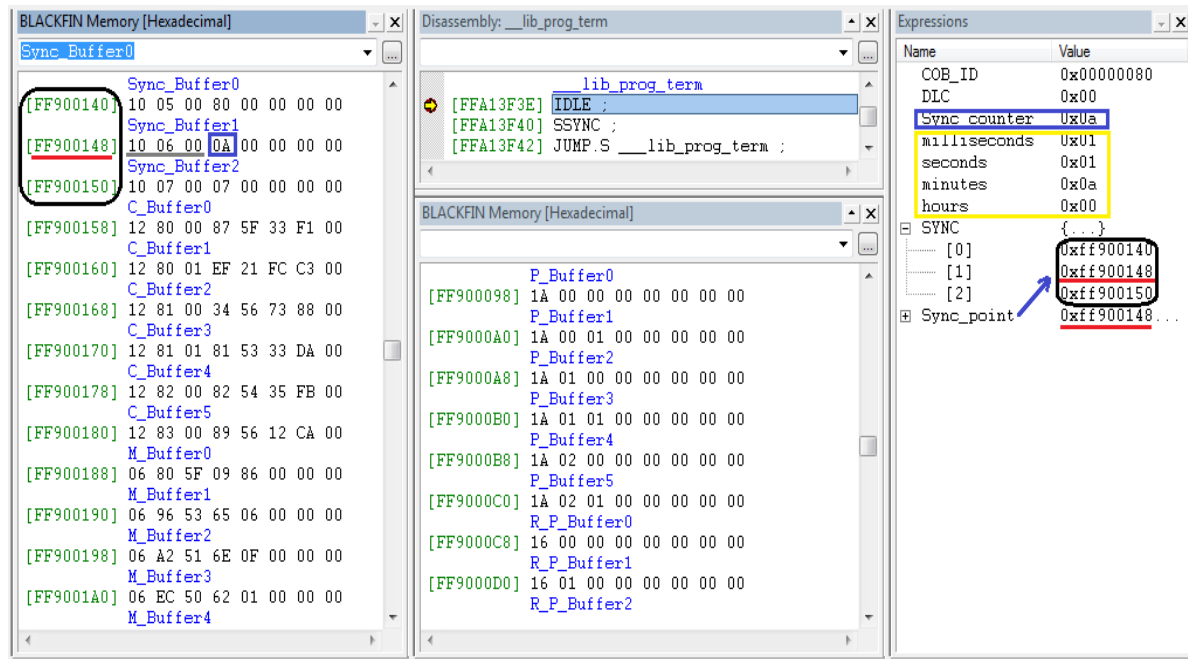 BLACKFIN Memory [Hexadecimal]
Sync_Buffer0
...
Sync_Buffer0
[FF900140] 10 05 00 80 00 00 00 00
Sync_Buffer1
[FF900148] 10 06 00 0A 00 00 00 00
Sync_Buffer2
[FF900150] 10 07 00 07 00 00 00 00
C_Buffer0
[FF900158] 12 80 00 87 5F 33 F1 00
C_Buffer1
[FF900160] 12 80 01 EF 21 FC C3 00
C_Buffer2
[FF900168] 12 81 00 34 56 73 88 00
C_Buffer3
[FF900170] 12 81 01 81 53 33 DA 00
C_Buffer4
[FF900178] 12 82 00 82 54 35 FB 00
C_Buffer5
[FF900180] 12 83 00 89 56 12 CA 00
M_Buffer0
[FF900188] 06 80 5F 09 86 00 00 00
M_Buffer1
[FF900190] 06 96 53 65 06 00 00 00
M_Buffer2
[FF900198] 06 A2 51 6E 0F 00 00 00
M_Buffer3
[FF9001A0] 06 EC 50 62 01 00 00 00
M_Buffer4
Disassembly: __lib_prog_term
...
___lib_prog_term
[FFA13F3E] IDLE ;
[FFA13F40] SSYNC ;
[FFA13F42] JUMP.S ___lib_prog_term ;
BLACKFIN Memory [Hexadecimal]
...
P_Buffer0
[FF900098] 1A 00 00 00 00 00 00 00
P_Buffer1
[FF9000A0] 1A 00 01 00 00 00 00 00
P_Buffer2
[FF9000A8] 1A 01 00 00 00 00 00 00
P_Buffer3
[FF9000B0] 1A 01 01 00 00 00 00 00
P_Buffer4
[FF9000B8] 1A 02 00 00 00 00 00 00
P_Buffer5
[FF9000C0] 1A 02 01 00 00 00 00 00
R_P_Buffer0
[FF9000C8] 16 00 00 00 00 00 00 00
R_P_Buffer1
[FF9000D0] 16 01 00 00 00 00 00 00
R_P_Buffer2
Expressions
Name Value
COB_ID 0x00000080
DLC 0x00
Sync_counter 0x0a
milliseconds 0x01
seconds 0x01
minutes 0x0a
hours 0x00
SYNC {...}
[0] 0xff900140
[1] 0xff900148
[2] 0xff900150
Sync_point 0xff900148...